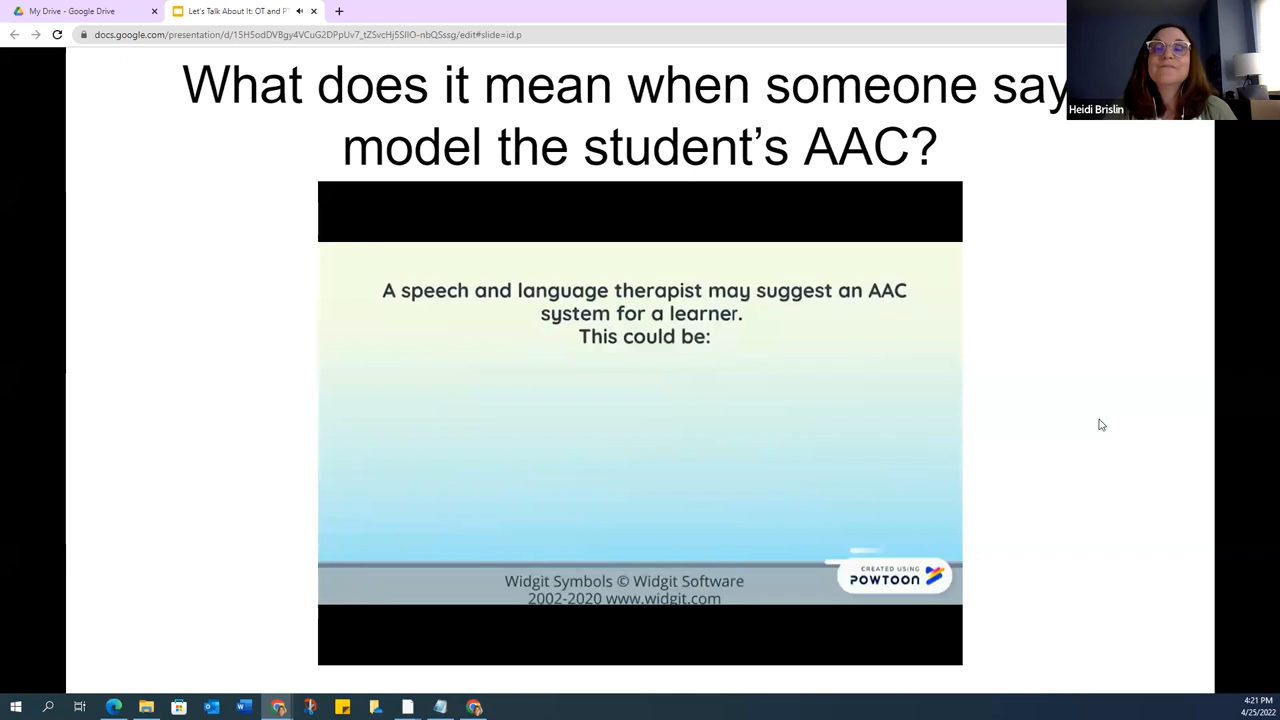 My Drive - Google Drive
Let's Talk About It: OT and PT
docs.google.com/presentation/d/15H5odDVBgy4VCuG2DPpUv7_tZSvcHj5SIIO-nbQSssg/edit#slide=id.p
What does it mean when someone say
model the student's AAC?
Heidi Brislin
A speech and language therapist may suggest an AAC
system for a learner.
This could be:
CREATED USING
POWTOON
Widgit Symbols © Widgit Software
2002-2020 www.widgit.com
4:21 PM
4/25/2022